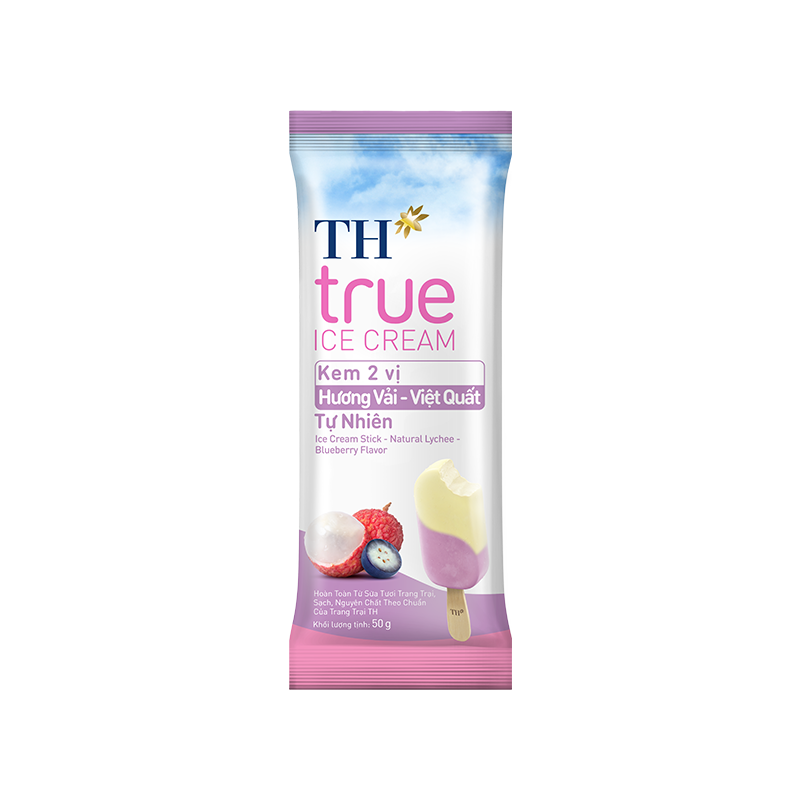 TH
true
ICE CREAM
Kem 2 vị
Hương Vải - Việt Quất
Tự Nhiên
Ice Cream Stick - Natural Lychee -
Blueberry Flavor
Hoàn Toàn Từ Sữa Tươi Trang Trại,
Sạch, Nguyên Chất Theo Chuẩn
Của Trang Trại TH
Khối lượng tịnh: 50 g
TH